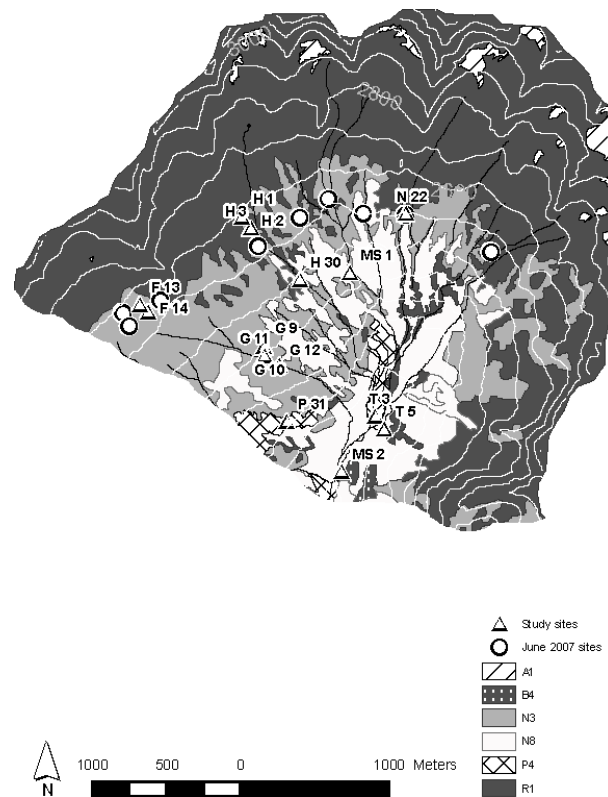 3000
2800
H 1
H 3
H 2
N 22
H 30
MS 1
F 13
F 14
G 9
G 11
G 12
G 10
P 31
T 3
T 5
MS 2
Study sites
June 2007 sites
A1
B4
N3
N8
P4
R1
1000 500 0 1000 Meters
N